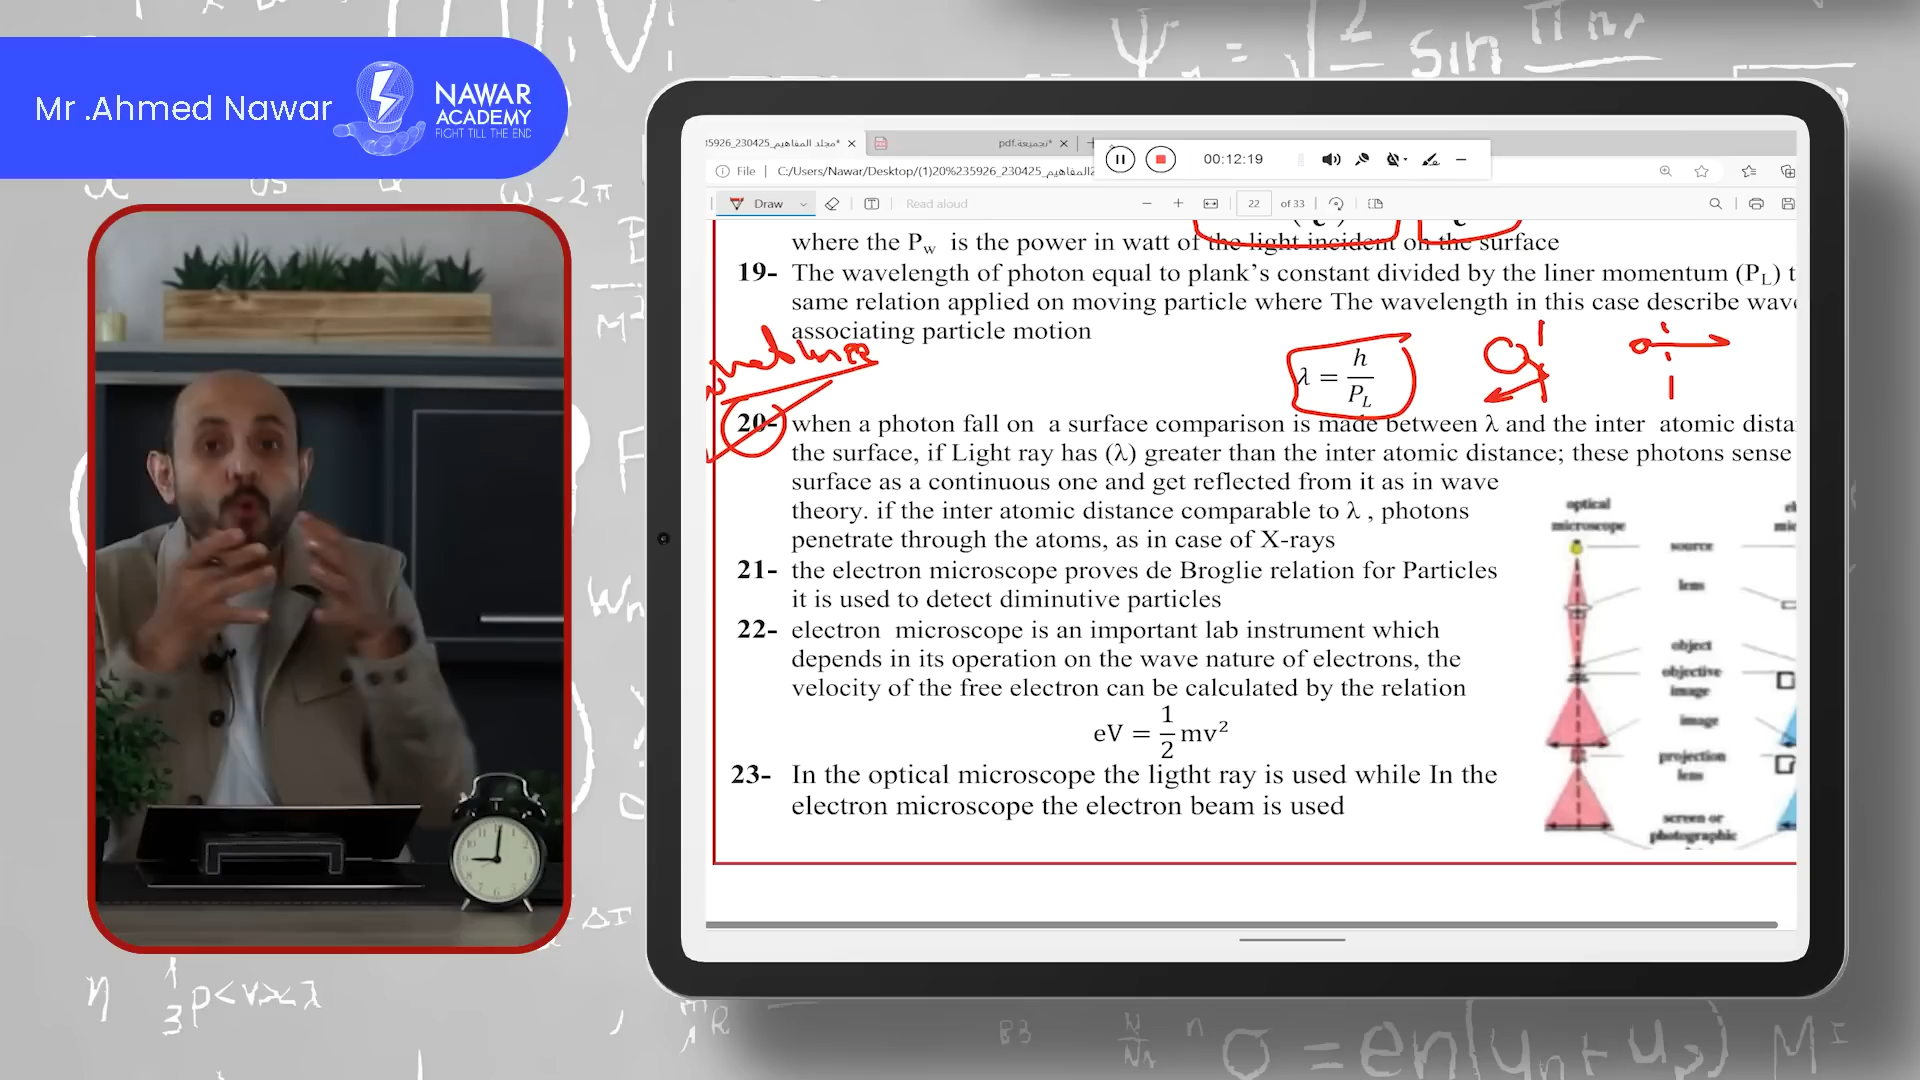 Mr .Ahmed Nawar
NAWAR
ACADEMY
FIGHT TILL THE END
مجلد المفاهيم_230425_35926*
تجميعة.pdf*
00:12:19
File | C:/Users/Nawar/Desktop/(1)20%235926_230425_المفاهيم
Draw
Read aloud
22 of 33
where the Pw is the power in watt of the light incident on the surface
19- The wavelength of photon equal to plank's constant divided by the liner momentum (PL) t
same relation applied on moving particle where The wavelength in this case describe wav
associating particle motion
λ = h / PL
20- when a photon fall on a surface comparison is made between λ and the inter atomic dista
the surface, if Light ray has (λ) greater than the inter atomic distance; these photons sense
surface as a continuous one and get reflected from it as in wave
theory. if the inter atomic distance comparable to λ , photons
penetrate through the atoms, as in case of X-rays
21- the electron microscope proves de Broglie relation for Particles
it is used to detect diminutive particles
22- electron microscope is an important lab instrument which
depends in its operation on the wave nature of electrons, the
velocity of the free electron can be calculated by the relation
eV = 1/2 mv²
23- In the optical microscope the ligtht ray is used while In the
electron microscope the electron beam is used
optical
microscope
source
lens
object
objective
image
image
projection
lens
screen or
photographic